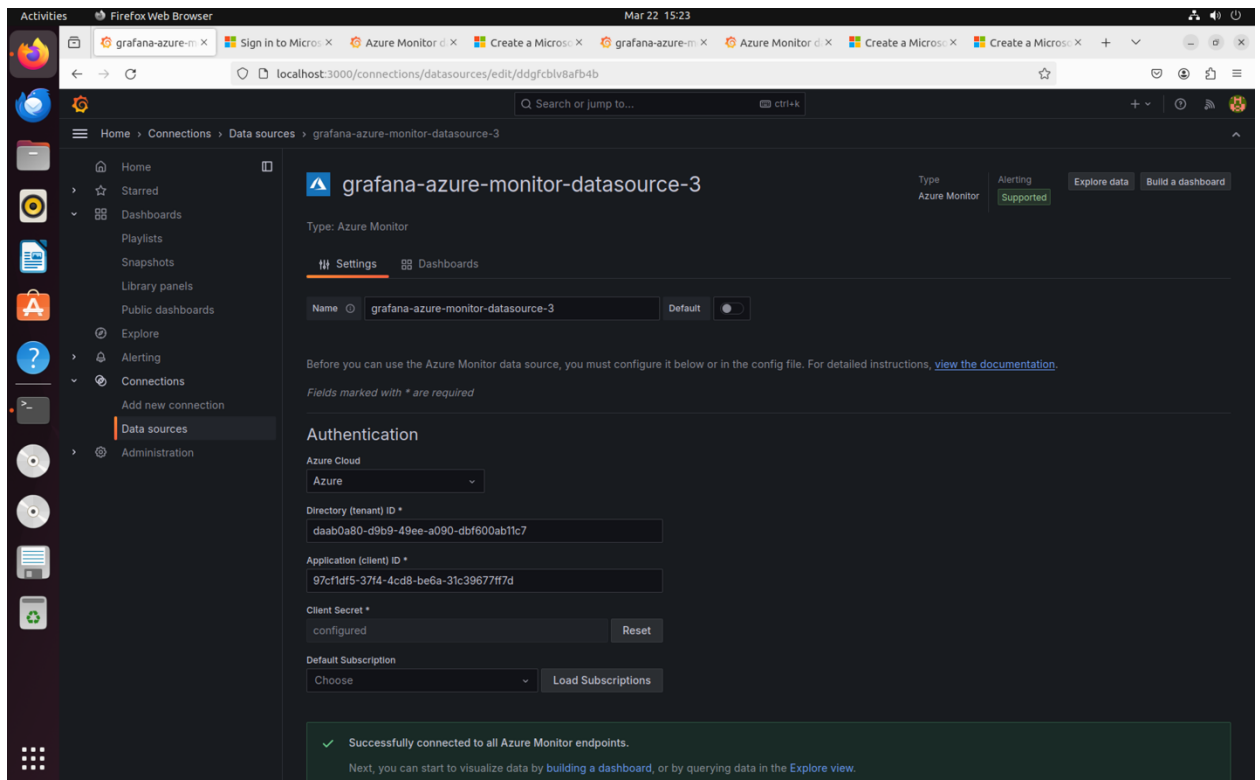 Activities Firefox Web Browser Mar 22 15:23
grafana-azure-m Sign in to Micros Azure Monitor d Create a Microso grafana-azure-m Azure Monitor d Create a Microso Create a Microso
localhost:3000/connections/datasources/edit/ddgfcblv8afb4b
Search or jump to... ctrl+k
Home › Connections › Data sources › grafana-azure-monitor-datasource-3
Home
Starred
Dashboards
Playlists
Snapshots
Library panels
Public dashboards
Explore
Alerting
Connections
Add new connection
Data sources
Administration
grafana-azure-monitor-datasource-3
Type
Azure Monitor
Alerting
Supported
Explore data Build a dashboard
Type: Azure Monitor
Settings Dashboards
Name grafana-azure-monitor-datasource-3 Default
Before you can use the Azure Monitor data source, you must configure it below or in the config file. For detailed instructions, view the documentation.
Fields marked with * are required
Authentication
Azure Cloud
Azure
Directory (tenant) ID *
daab0a80-d9b9-49ee-a090-dbf600ab11c7
Application (client) ID *
97cf1df5-37f4-4cd8-be6a-31c39677ff7d
Client Secret *
configured Reset
Default Subscription
Choose Load Subscriptions
Successfully connected to all Azure Monitor endpoints.
Next, you can start to visualize data by building a dashboard, or by querying data in the Explore view.